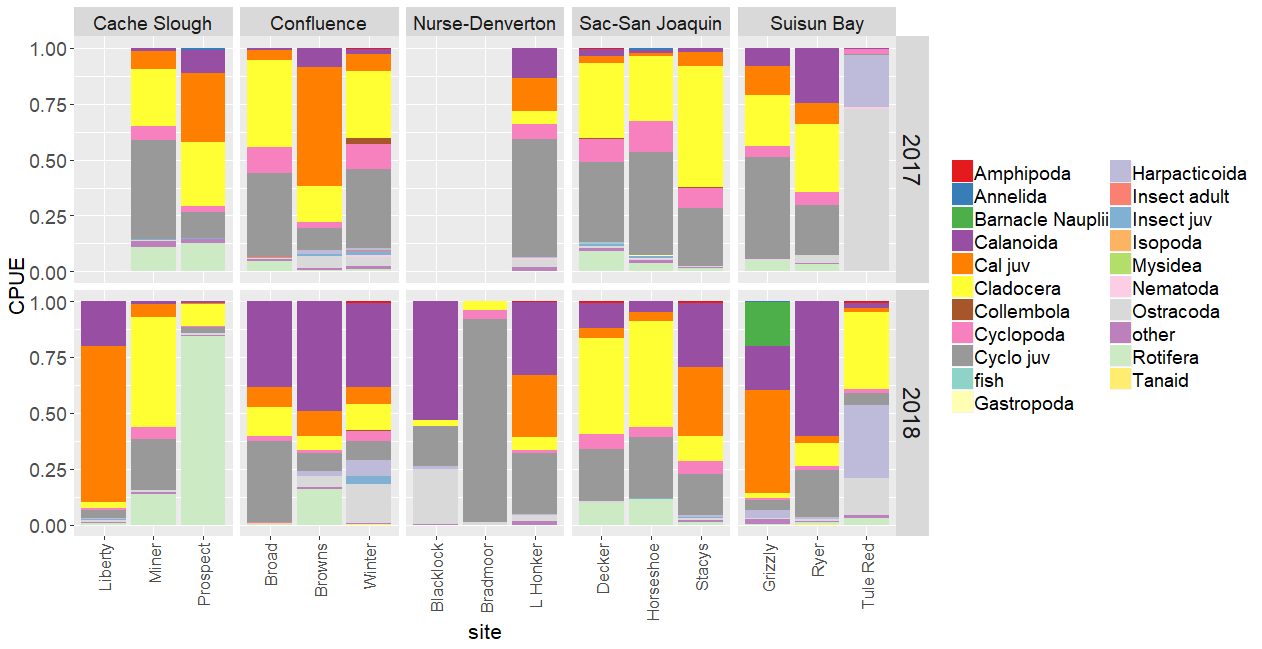 Cache Slough
Confluence
Nurse-Denverton
Sac-San Joaquin
Suisun Bay
1.00
0.75
0.50
0.25
0.00
2017
1.00
0.75
0.50
0.25
0.00
2018
CPUE
Liberty
Miner
Prospect
Broad
Browns
Winter
Blacklock
Bradmoor
L Honker
Decker
Horseshoe
Stacys
Grizzly
Ryer
Tule Red
site
Amphipoda
Annelida
Barnacle Nauplii
Calanoida
Cal juv
Cladocera
Collembola
Cyclopoda
Cyclo juv
fish
Gastropoda
Harpacticoida
Insect adult
Insect juv
Isopoda
Mysidea
Nematoda
Ostracoda
other
Rotifera
Tanaid